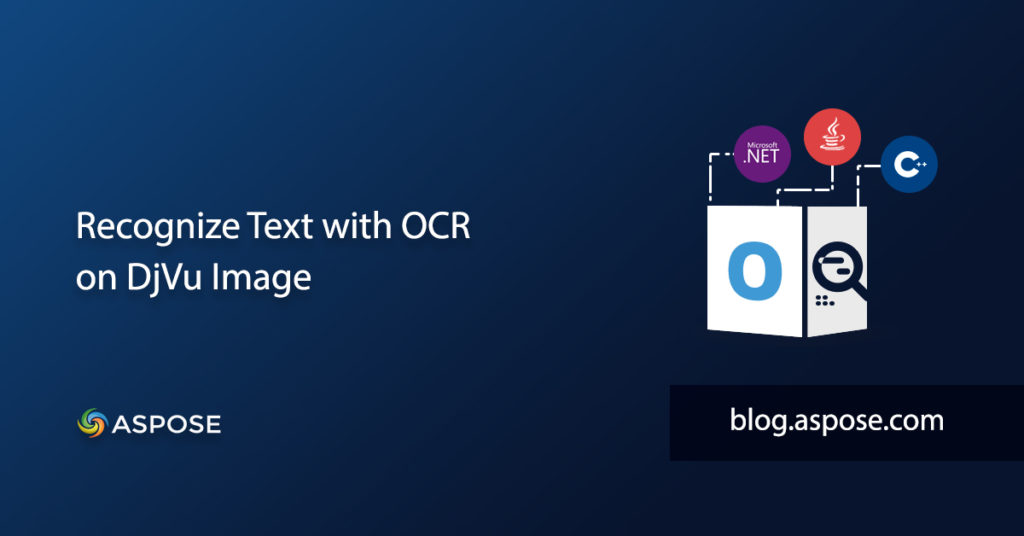 Recognize Text with OCR
on DjVu Image
ASPOSE
Microsoft
.NET
C++
O
blog.aspose.com